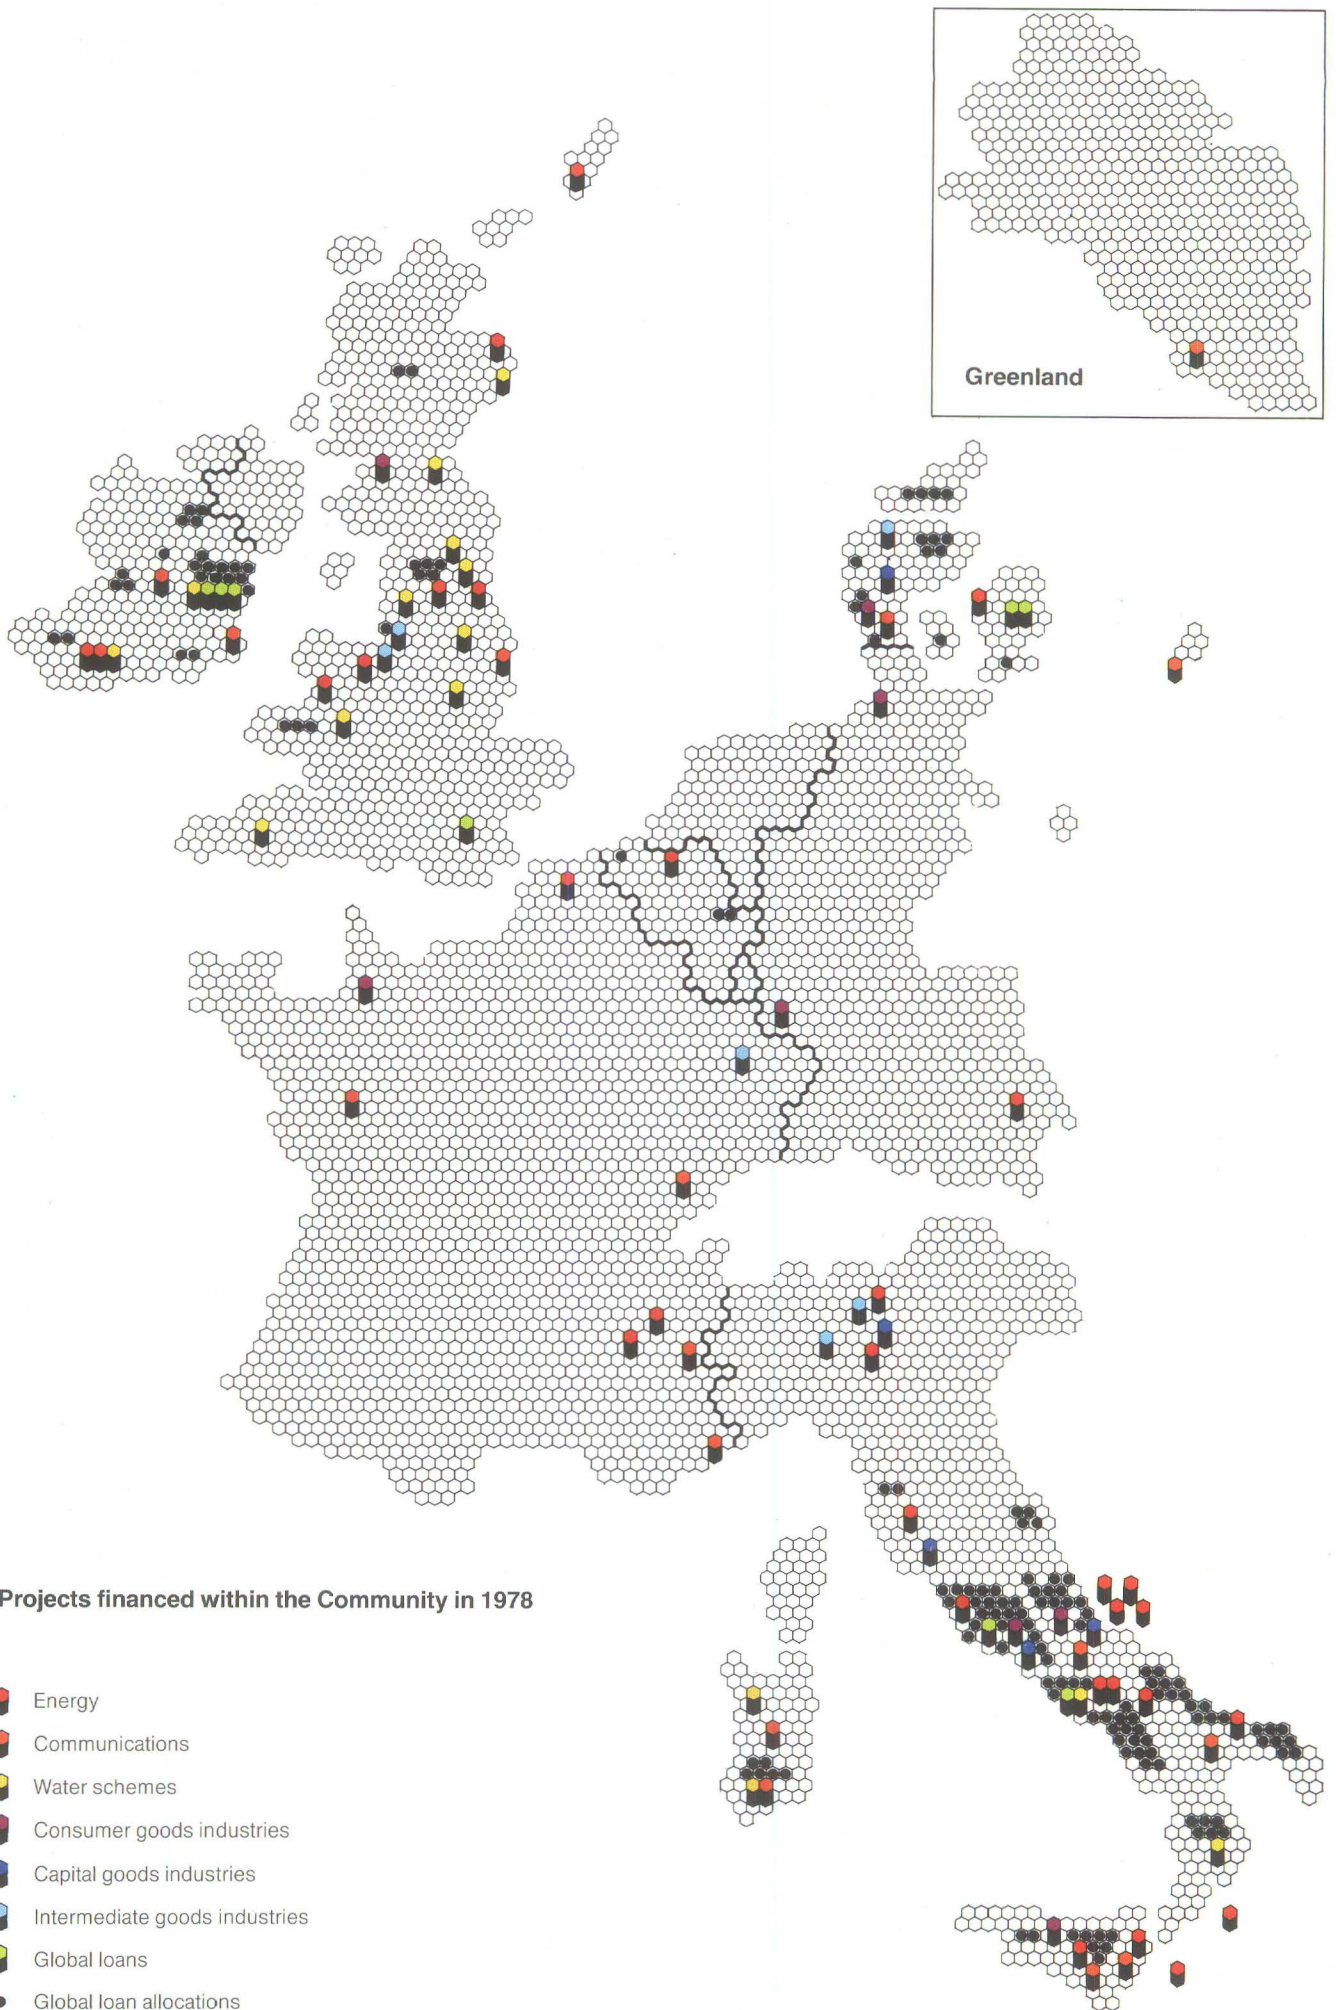 Greenland
Projects financed within the Community in 1978
Energy
Communications
Water schemes
Consumer goods industries
Capital goods industries
Intermediate goods industries
Global loans
Global loan allocations